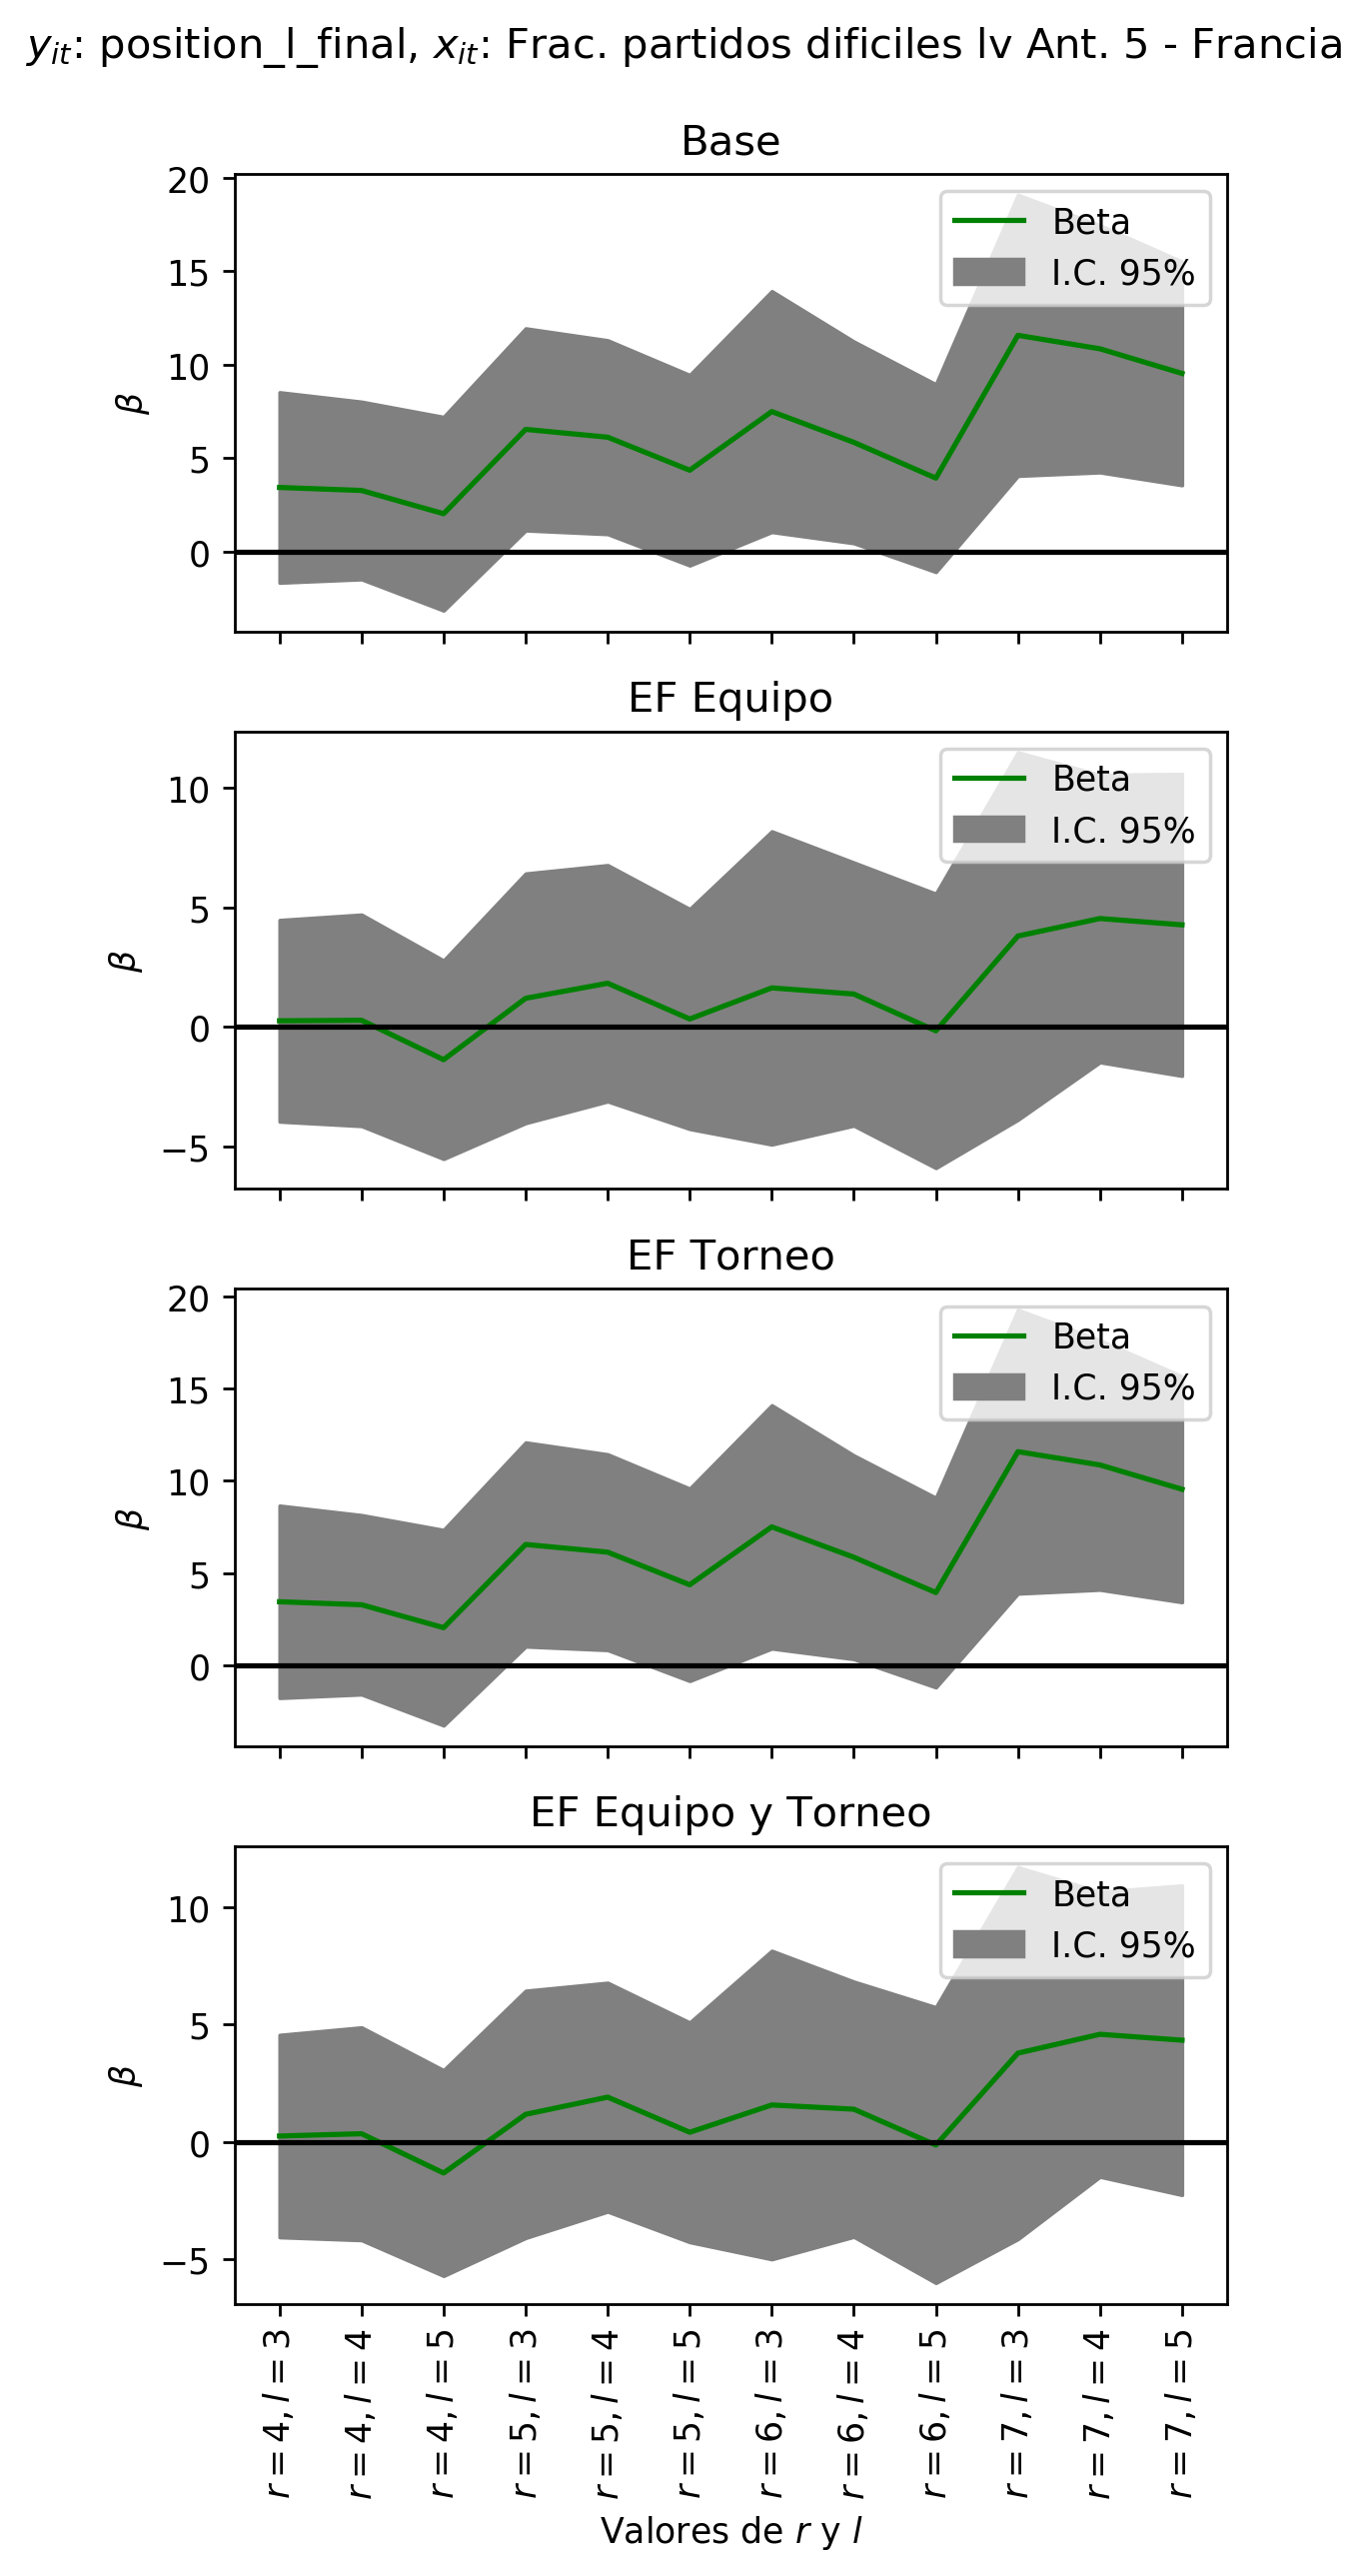 y_it: position_l_final, x_it: Frac. partidos dificiles lv Ant. 5 - Francia
Base
20
15
10
5
0
β
Beta
I.C. 95%
EF Equipo
10
5
0
−5
β
Beta
I.C. 95%
EF Torneo
20
15
10
5
0
β
Beta
I.C. 95%
EF Equipo y Torneo
10
5
0
−5
β
Beta
I.C. 95%
r = 4, l = 3
r = 4, l = 4
r = 4, l = 5
r = 5, l = 3
r = 5, l = 4
r = 5, l = 5
r = 6, l = 3
r = 6, l = 4
r = 6, l = 5
r = 7, l = 3
r = 7, l = 4
r = 7, l = 5
Valores de r y l